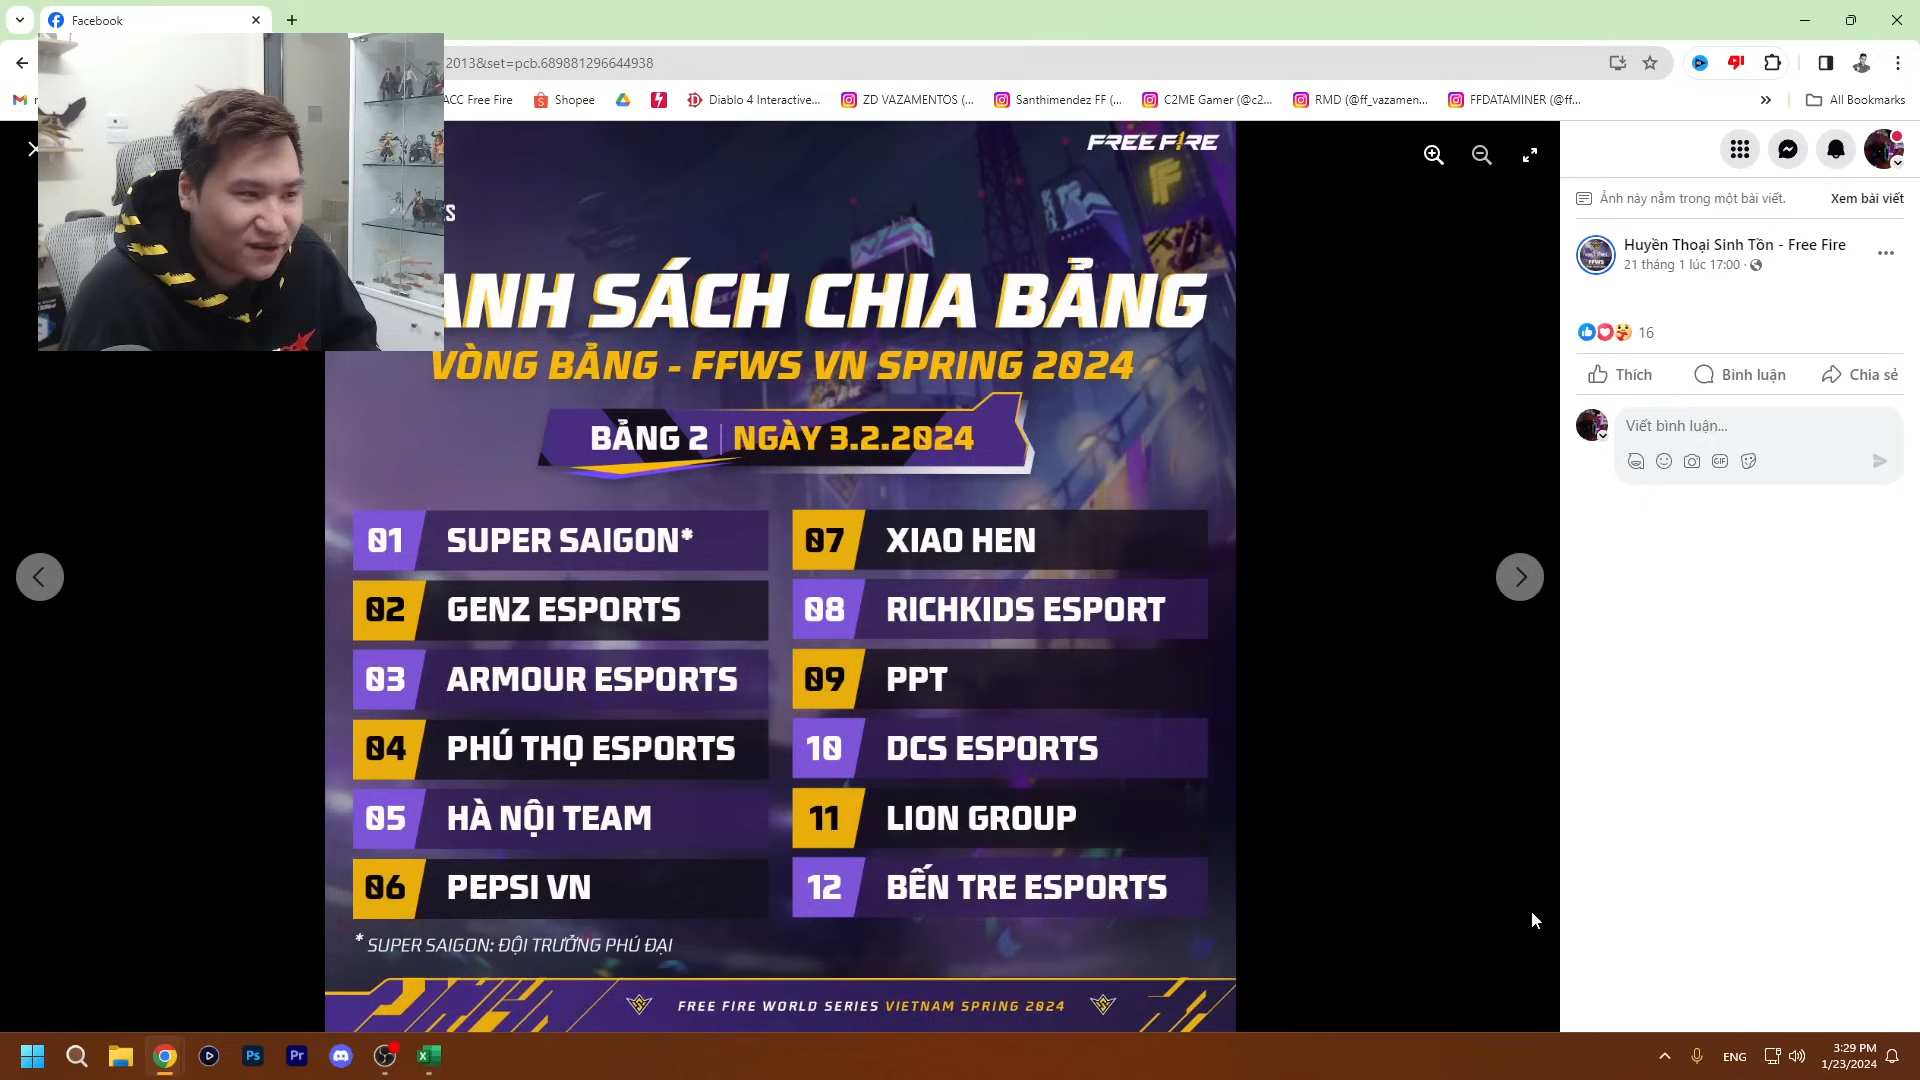 Facebook
2013&set=pcb.689881296644938
ACC Free Fire
Shopee
Diablo 4 Interactive...
ZD VAZAMENTOS (...
Santhimendez FF (...
C2ME Gamer (@c2...
RMD (@ff_vazamen...
FFDATAMINER (@ff...
All Bookmarks
FREE FIRE
ANH SÁCH CHIA BẢNG
VÒNG BẢNG - FFWS VN SPRING 2024
BẢNG 2 | NGÀY 3.2.2024
01 SUPER SAIGON*
02 GENZ ESPORTS
03 ARMOUR ESPORTS
04 PHÚ THỌ ESPORTS
05 HÀ NỘI TEAM
06 PEPSI VN
07 XIAO HEN
08 RICHKIDS ESPORT
09 PPT
10 DCS ESPORTS
11 LION GROUP
12 BẾN TRE ESPORTS
* SUPER SAIGON: ĐỘI TRƯỞNG PHÚ ĐẠI
FREE FIRE WORLD SERIES VIETNAM SPRING 2024
Ảnh này nằm trong một bài viết.
Xem bài viết
Huyền Thoại Sinh Tồn - Free Fire
21 tháng 1 lúc 17:00
16
Thích
Bình luận
Chia sẻ
Viết bình luận...
GIF
Ps
Pr
ENG
3:29 PM
1/23/2024